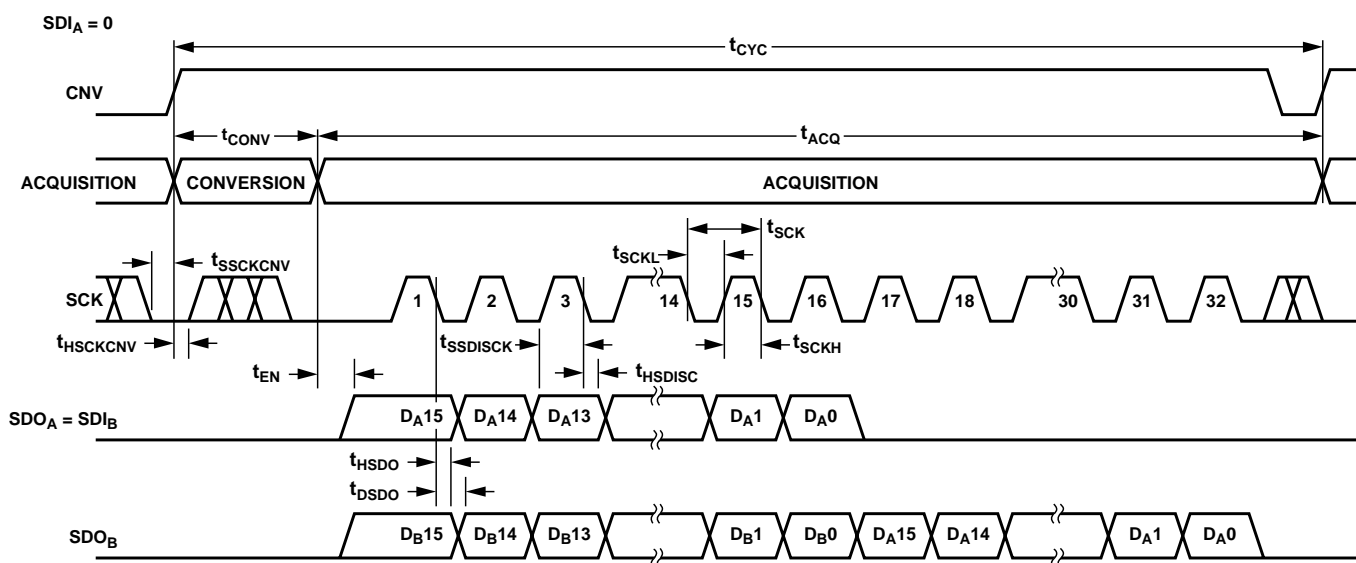 SDIA = 0
tCYC
CNV
tCONV
tACQ
ACQUISITION
CONVERSION
ACQUISITION
tSCK
tSCKL
tSSCKCNV
SCK
1 2 3 14 15 16 17 18 30 31 32
tHSCKCNV
tSSDISCK
tSCKH
tEN
tHSDISC
SDOA = SDIB
DA15 DA14 DA13 DA1 DA0
tHSDO
tDSDO
SDOB
DB15 DB14 DB13 DB1 DB0 DA15 DA14 DA1 DA0